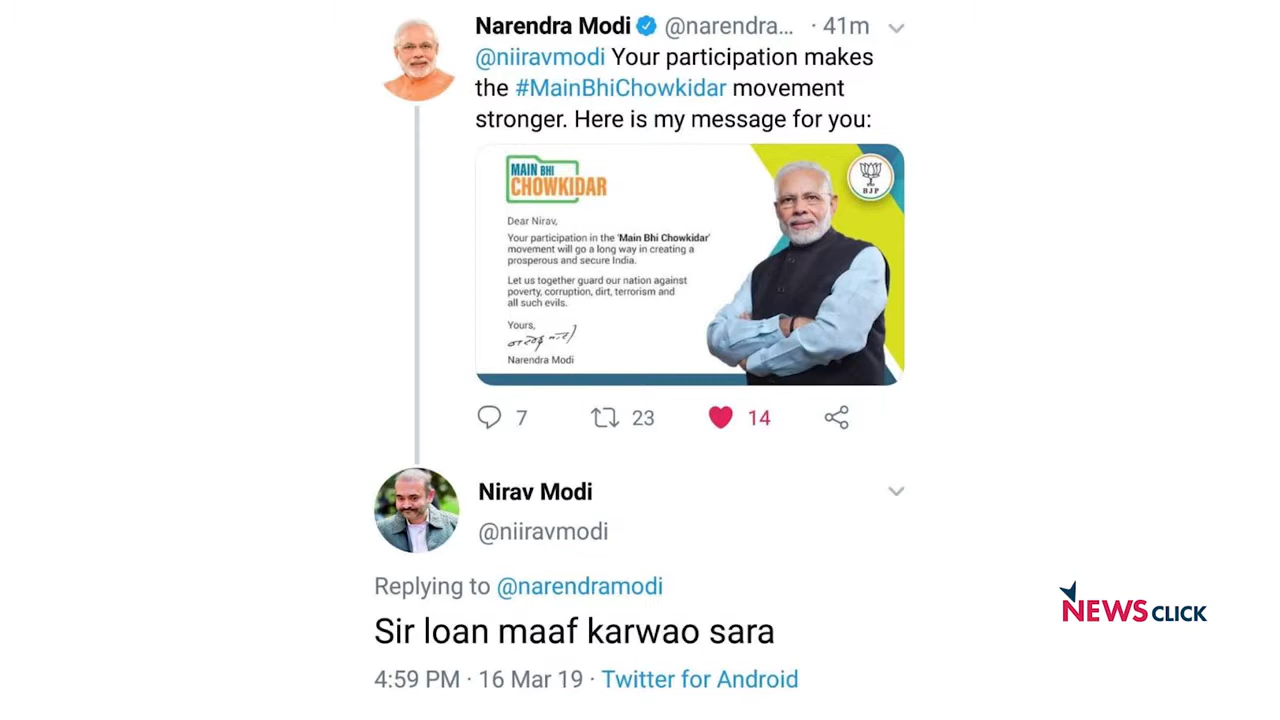 Narendra Modi @narendra... · 41m
@niiravmodi Your participation makes
the #MainBhiChowkidar movement
stronger. Here is my message for you:
MAIN BHI
CHOWKIDAR
BJP
Dear Nirav,
Your participation in the 'Main Bhi Chowkidar'
movement will go a long way in creating a
prosperous and secure India.
Let us together guard our nation against
poverty, corruption, dirt, terrorism and
all such evils.
Yours,
नरेन्द्र मोदी
Narendra Modi
7 23 14
Nirav Modi
@niiravmodi
Replying to @narendramodi
Sir loan maaf karwao sara
4:59 PM · 16 Mar 19 · Twitter for Android
NEWSCLICK